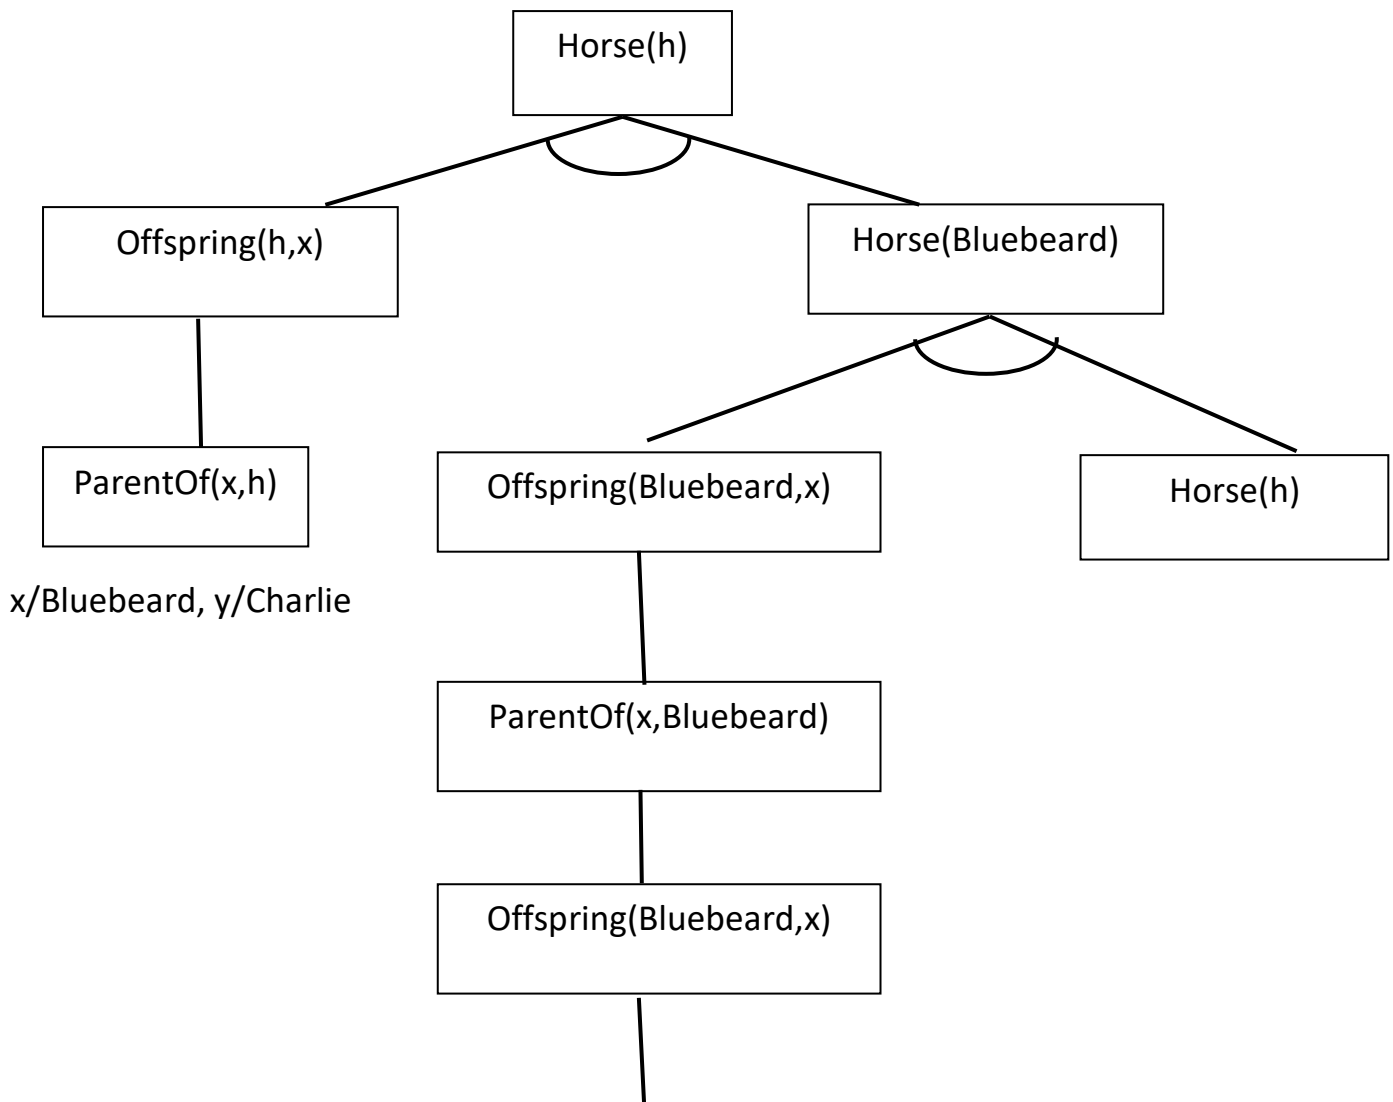 Horse(h)
Offspring(h,x)
Horse(Bluebeard)
ParentOf(x,h)
Offspring(Bluebeard,x)
Horse(h)
x/Bluebeard, y/Charlie
ParentOf(x,Bluebeard)
Offspring(Bluebeard,x)